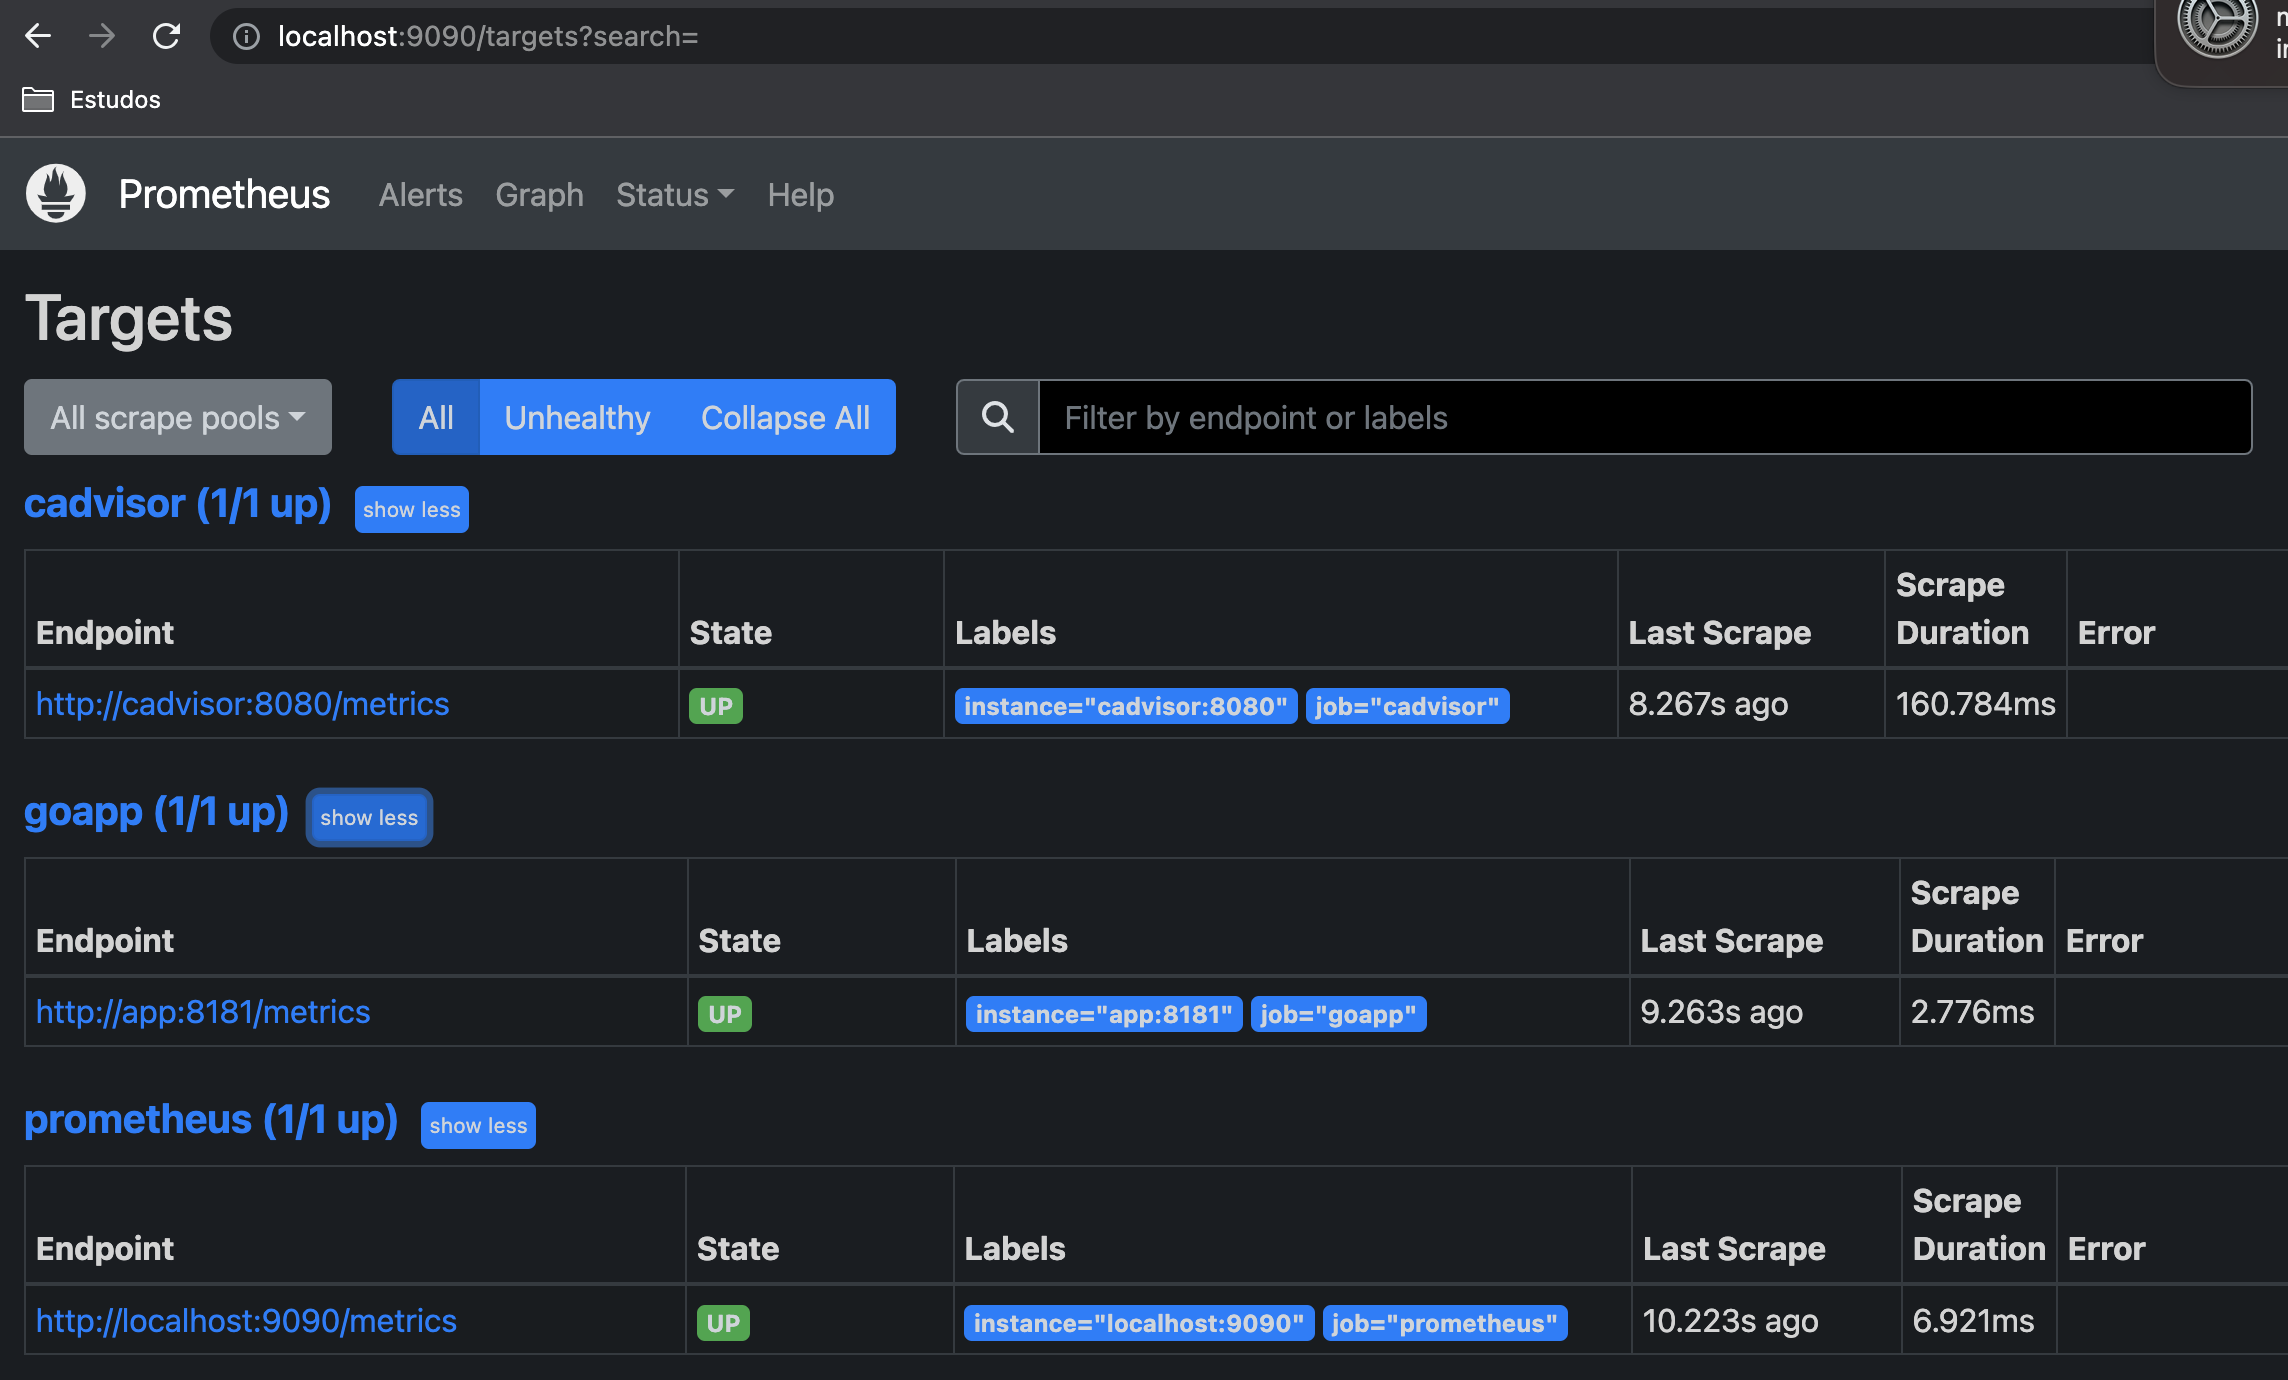 localhost:9090/targets?search=
Estudos
Prometheus Alerts Graph Status Help
Targets
All scrape pools All Unhealthy Collapse All Filter by endpoint or labels
cadvisor (1/1 up) show less
Endpoint State Labels Last Scrape Scrape Duration Error
http://cadvisor:8080/metrics UP instance="cadvisor:8080" job="cadvisor" 8.267s ago 160.784ms
goapp (1/1 up) show less
Endpoint State Labels Last Scrape Scrape Duration Error
http://app:8181/metrics UP instance="app:8181" job="goapp" 9.263s ago 2.776ms
prometheus (1/1 up) show less
Endpoint State Labels Last Scrape Scrape Duration Error
http://localhost:9090/metrics UP instance="localhost:9090" job="prometheus" 10.223s ago 6.921ms